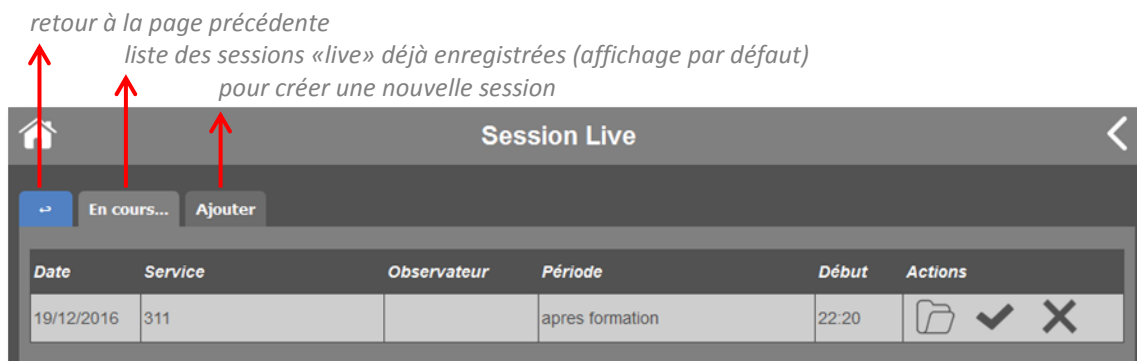 retour à la page précédente
liste des sessions «live» déjà enregistrées (affichage par défaut)
pour créer une nouvelle session
Session Live
En cours... Ajouter
Date Service Observateur Période Début Actions
19/12/2016 311 apres formation 22:20